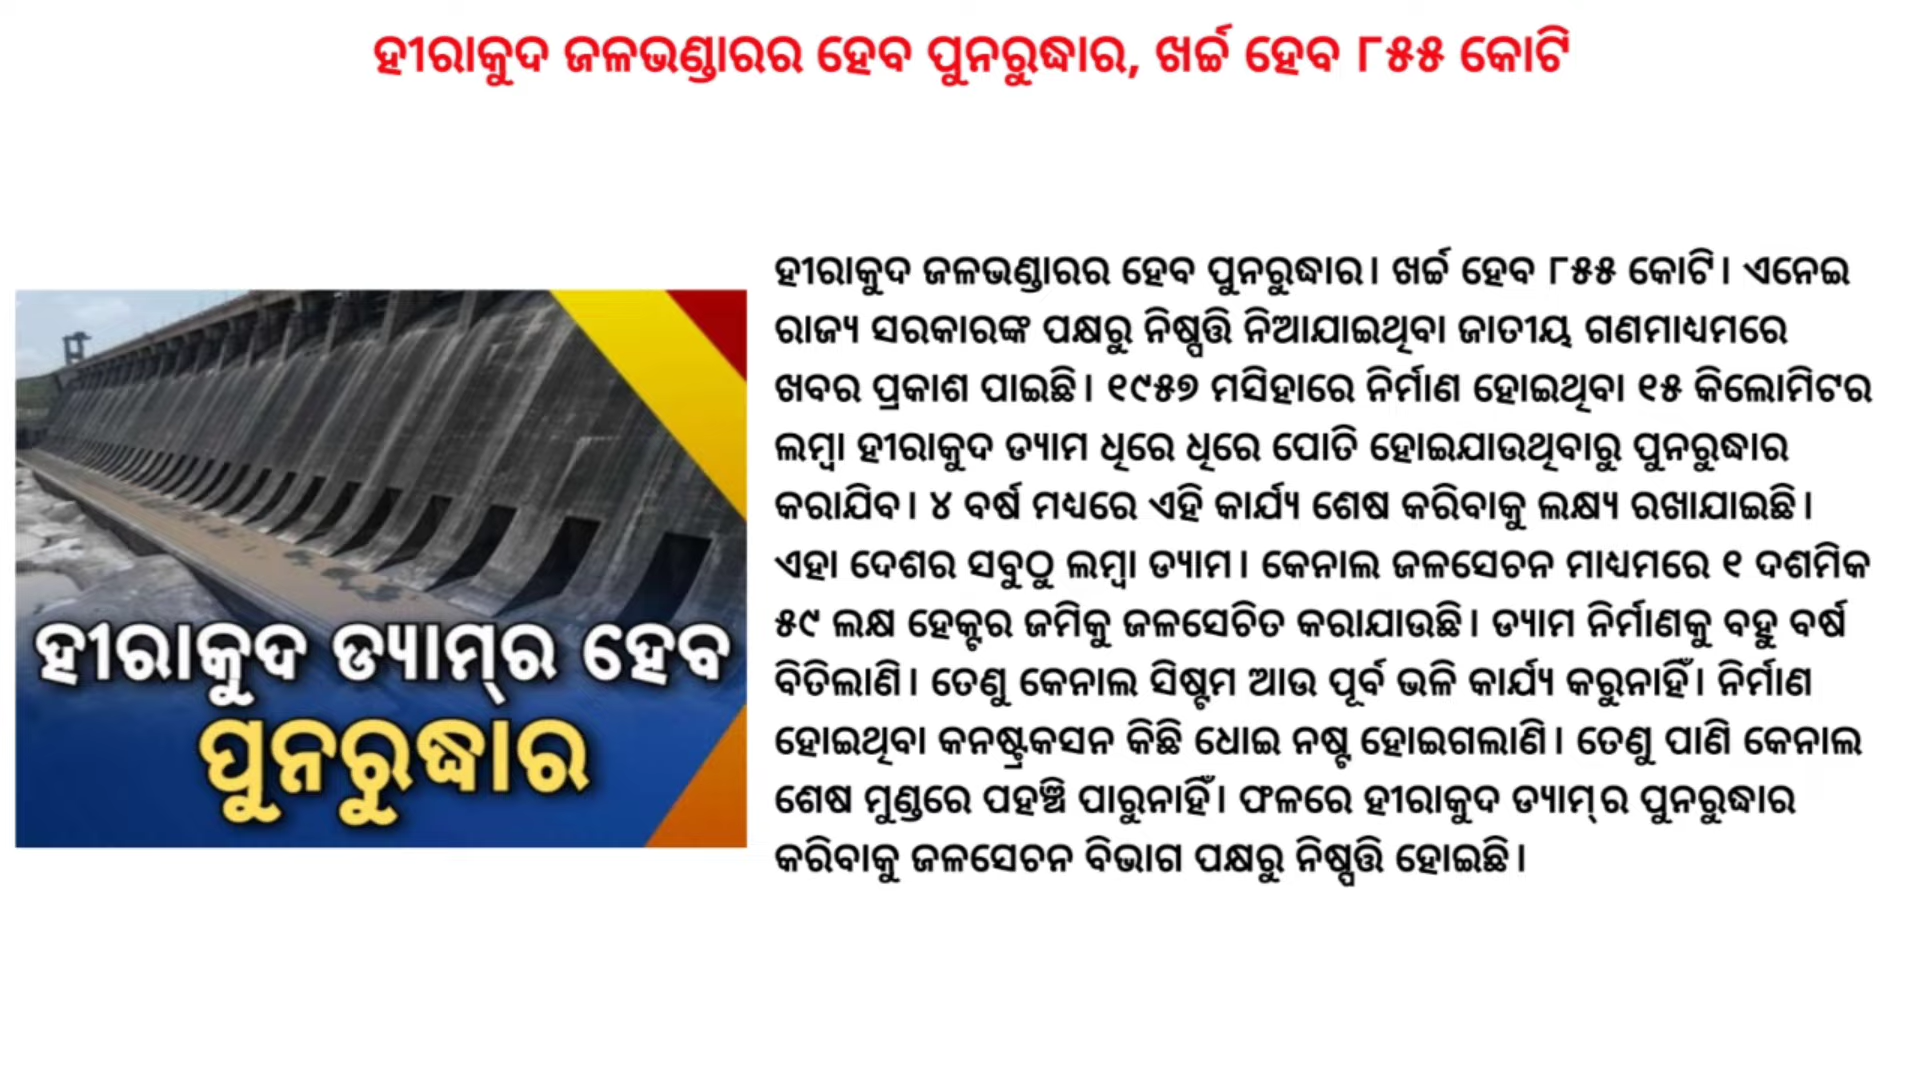 ହୀରାକୁଦ ଜଳଭଣ୍ଡାରର ହେବ ପୁନରୁଦ୍ଧାର, ଖର୍ଚ୍ଚ ହେବ ୮୫୫ କୋଟି
ହୀରାକୁଦ ଜଳଭଣ୍ଡାରର ହେବ ପୁନରୁଦ୍ଧାର। ଖର୍ଚ୍ଚ ହେବ ୮୫୫ କୋଟି। ଏନେଇ
ରାଜ୍ୟ ସରକାରଙ୍କ ପକ୍ଷରୁ ନିଷ୍ପତ୍ତି ନିଆଯାଇଥିବା ଜାତୀୟ ଗଣମାଧ୍ୟମରେ
ଖବର ପ୍ରକାଶ ପାଇଛି। ୧୯୫୭ ମସିହାରେ ନିର୍ମାଣ ହୋଇଥିବା ୧୫ କିଲୋମିଟର
ଲମ୍ବା ହୀରାକୁଦ ଡ୍ୟାମ ଧିରେ ଧିରେ ପୋତି ହୋଇଯାଉଥିବାରୁ ପୁନରୁଦ୍ଧାର
କରାଯିବ। ୪ ବର୍ଷ ମଧ୍ୟରେ ଏହି କାର୍ଯ୍ୟ ଶେଷ କରିବାକୁ ଲକ୍ଷ୍ୟ ରଖାଯାଇଛି।
ଏହା ଦେଶର ସବୁଠୁ ଲମ୍ବା ଡ୍ୟାମ। କେନାଲ ଜଳସେଚନ ମାଧ୍ୟମରେ ୧ ଦଶମିକ
୫୯ ଲକ୍ଷ ହେକ୍ଟର ଜମିକୁ ଜଳସେଚିତ କରାଯାଉଛି। ଡ୍ୟାମ ନିର୍ମାଣକୁ ବହୁ ବର୍ଷ
ବିତିଲାଣି। ତେଣୁ କେନାଲ ସିଷ୍ଟମ ଆଉ ପୂର୍ବ ଭଳି କାର୍ଯ୍ୟ କରୁନାହିଁ। ନିର୍ମାଣ
ହୋଇଥିବା କନଷ୍ଟ୍ରକସନ କିଛି ଧୋଇ ନଷ୍ଟ ହୋଇଗଲାଣି। ତେଣୁ ପାଣି କେନାଲ
ଶେଷ ମୁଣ୍ଡରେ ପହଞ୍ଚି ପାରୁନାହିଁ। ଫଳରେ ହୀରାକୁଦ ଡ୍ୟାମ୍‌ର ପୁନରୁଦ୍ଧାର
କରିବାକୁ ଜଳସେଚନ ବିଭାଗ ପକ୍ଷରୁ ନିଷ୍ପତ୍ତି ହୋଇଛି।
ହୀରାକୁଦ ଡ୍ୟାମ୍‌ର ହେବ
ପୁନରୁଦ୍ଧାର